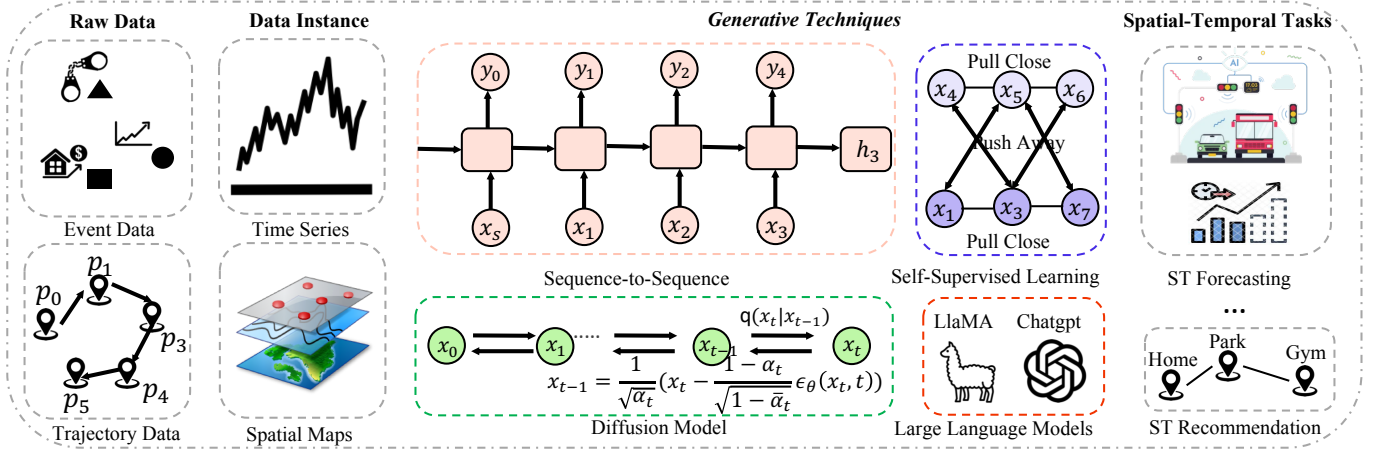 Raw Data
Data Instance
Generative Techniques
Spatial-Temporal Tasks
$
Event Data
Time Series
y₀ y₁ y₂ y₄
h₃
xₛ x₁ x₂ x₃
Sequence-to-Sequence
Pull Close
x₄ x₅ x₆
Push Away
x₁ x₃ x₇
Pull Close
Self-Supervised Learning
AI
17:03
ST Forecasting
p₀ p₁ p₃
p₅ p₄
Trajectory Data
Spatial Maps
q(xₜ|xₜ₋₁)
x₀ x₁ ...... xₜ₋₁ xₜ
xₜ₋₁ = 1/√αₜ (xₜ − (1 − αₜ)/√(1 − ᾱₜ) ϵ_θ(xₜ, t))
Diffusion Model
LlaMA Chatgpt
Large Language Models
...
Home Park Gym
ST Recommendation